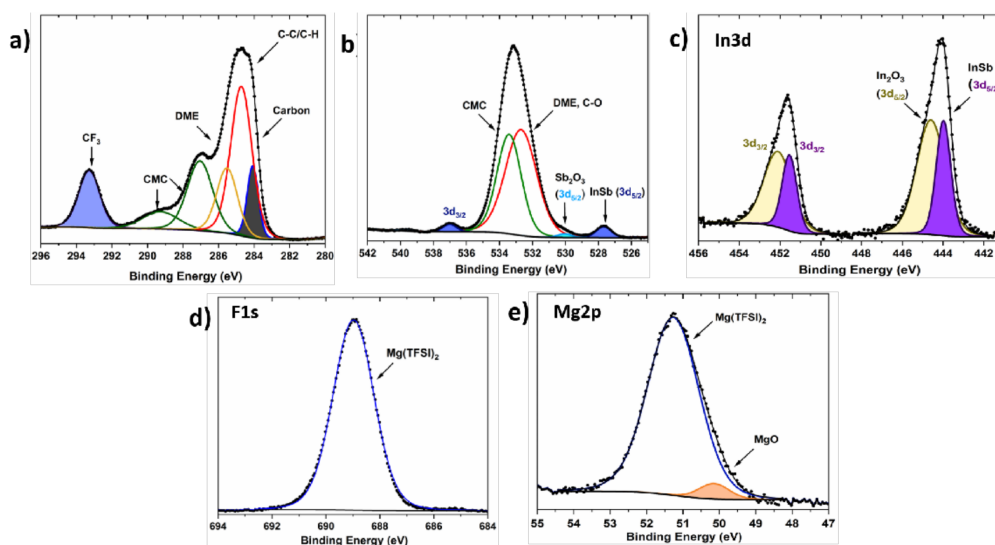 a)
C-C/C-H
DME
Carbon
CF₃
CMC
296 294 292 290 288 286 284 282 280
Binding Energy (eV)
b)
CMC
DME, C-O
Sb₂O₃
(3d₅/₂)
InSb (3d₅/₂)
3d₃/₂
542 540 538 536 534 532 530 528 526
Binding Energy (eV)
c)
In3d
In₂O₃
(3d₅/₂)
InSb
(3d₅/₂)
3d₃/₂
3d₃/₂
456 454 452 450 448 446 444 442
Binding Energy (eV)
d)
F1s
Mg(TFSI)₂
694 692 690 688 686 684
Binding Energy (eV)
e)
Mg2p
Mg(TFSI)₂
MgO
55 54 53 52 51 50 49 48 47
Binding Energy (eV)